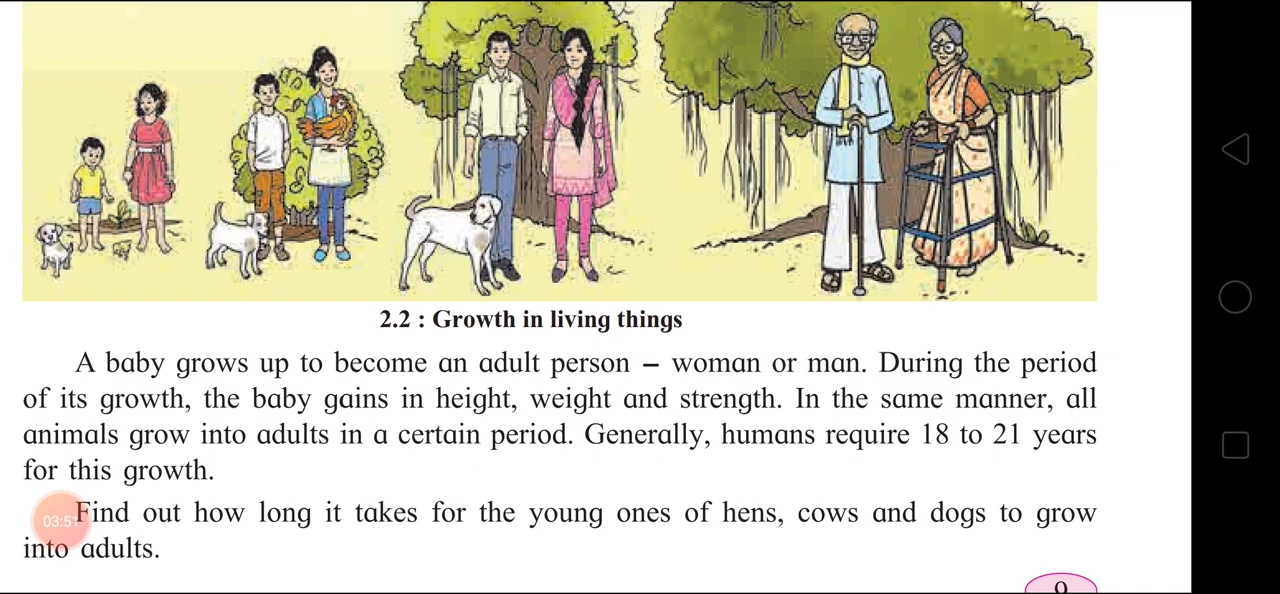 2.2 : Growth in living things
A baby grows up to become an adult person – woman or man. During the period
of its growth, the baby gains in height, weight and strength. In the same manner, all
animals grow into adults in a certain period. Generally, humans require 18 to 21 years
for this growth.
Find out how long it takes for the young ones of hens, cows and dogs to grow
into adults.
03:51
9